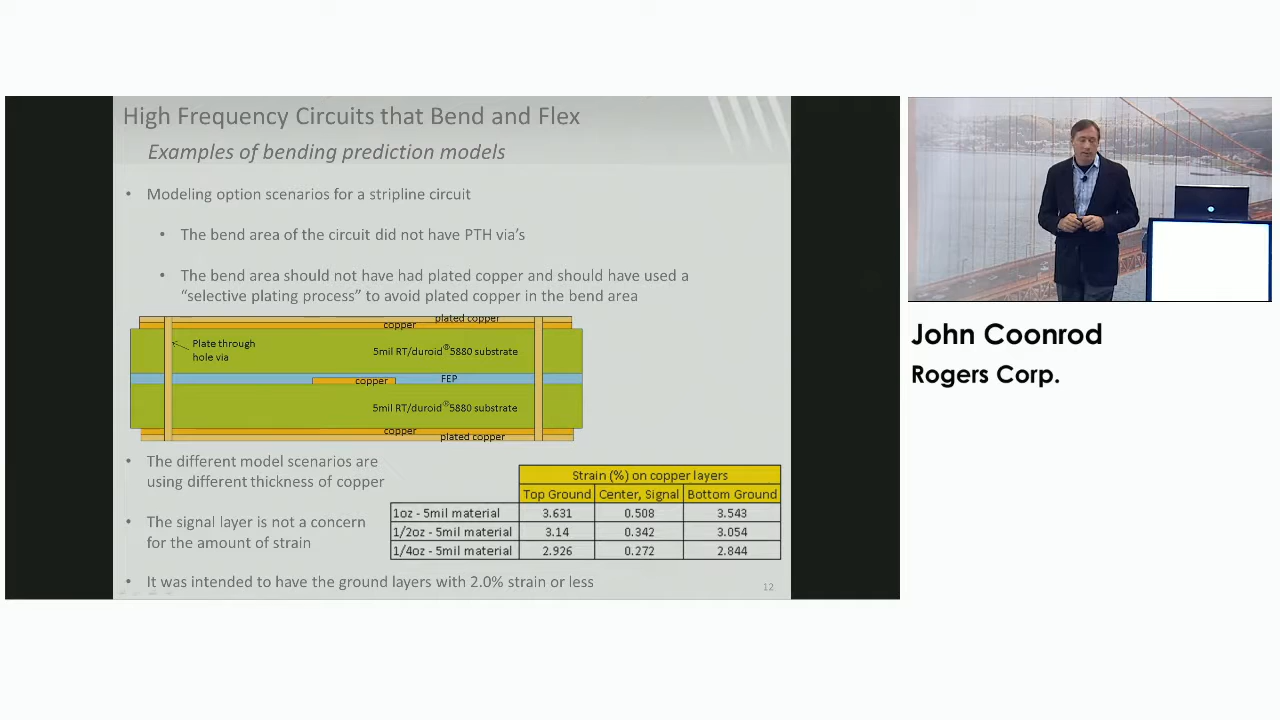 High Frequency Circuits that Bend and Flex
Examples of bending prediction models
• Modeling option scenarios for a stripline circuit
• The bend area of the circuit did not have PTH via's
• The bend area should not have had plated copper and should have used a
"selective plating process" to avoid plated copper in the bend area
plated copper
copper
Plate through
hole via
5mil RT/duroid®5880 substrate
copper
FEP
5mil RT/duroid®5880 substrate
copper
plated copper
• The different model scenarios are
using different thickness of copper
• The signal layer is not a concern
for the amount of strain
Strain (%) on copper layers
Top Ground Center, Signal Bottom Ground
1oz - 5mil material 3.631 0.508 3.543
1/2oz - 5mil material 3.14 0.342 3.054
1/4oz - 5mil material 2.926 0.272 2.844
• It was intended to have the ground layers with 2.0% strain or less
12
John Coonrod
Rogers Corp.